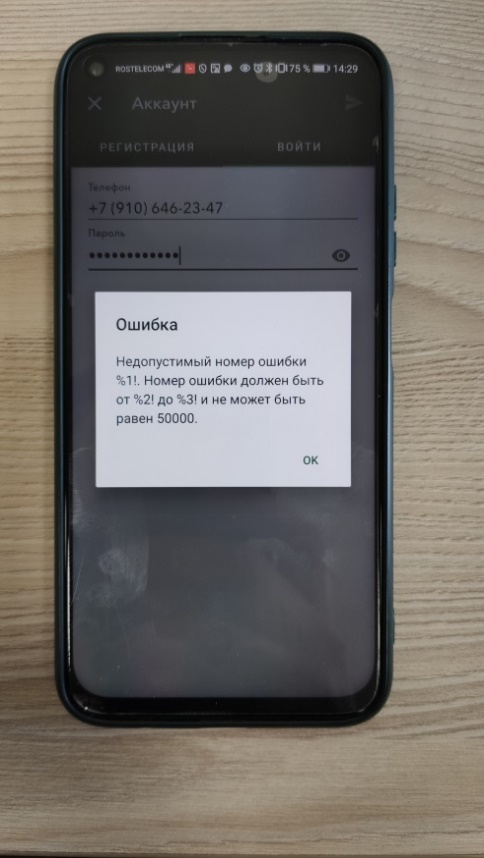 ROSTELECOM 75 % 14:29
Аккаунт
РЕГИСТРАЦИЯ ВОЙТИ
Телефон
+7 (910) 646-23-47
Пароль
Ошибка
Недопустимый номер ошибки
%1!. Номер ошибки должен быть
от %2! до %3! и не может быть
равен 50000.
ОК